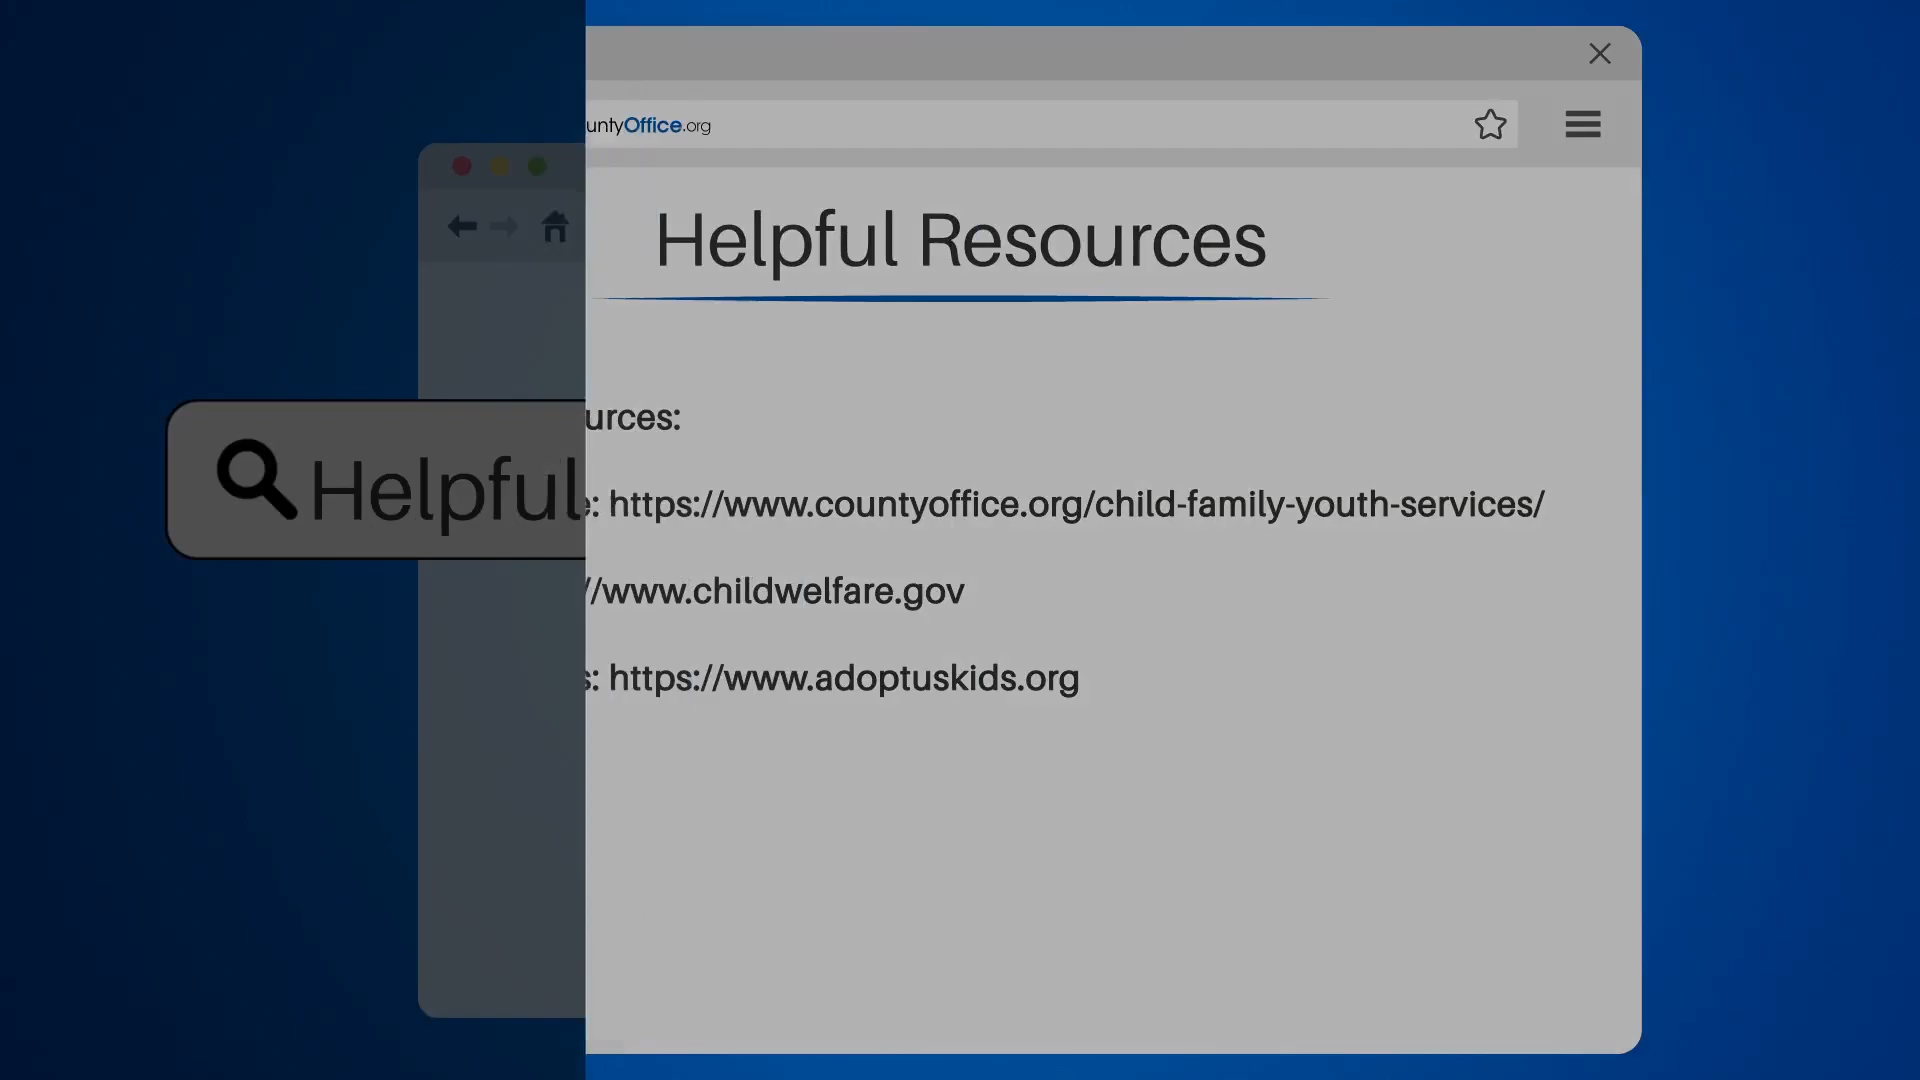 untyOffice.org
Helpful Resources
urces:
Helpful
: https://www.countyoffice.org/child-family-youth-services/
//www.childwelfare.gov
s: https://www.adoptuskids.org